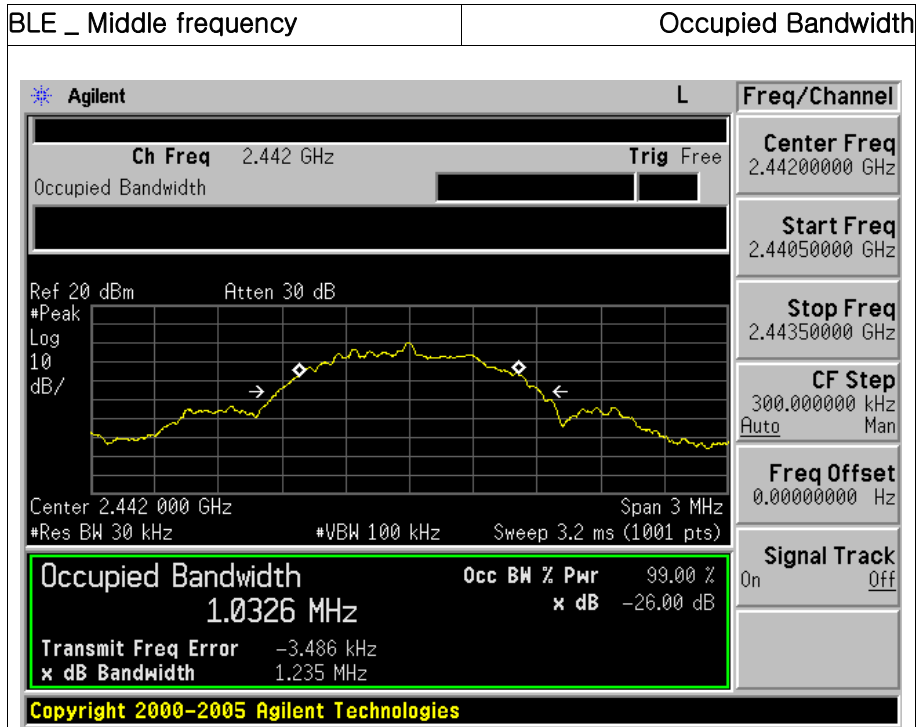 BLE _ Middle frequency Occupied Bandwidth
Agilent L Freq/Channel
Ch Freq 2.442 GHz Trig Free
Occupied Bandwidth
Center Freq
2.44200000 GHz
Start Freq
2.44050000 GHz
Stop Freq
2.44350000 GHz
CF Step
300.000000 kHz
Auto Man
Freq Offset
0.00000000 Hz
Signal Track
On Off
Ref 20 dBm Atten 30 dB
#Peak
Log
10
dB/
Center 2.442 000 GHz Span 3 MHz
#Res BW 30 kHz #VBW 100 kHz Sweep 3.2 ms (1001 pts)
Occupied Bandwidth Occ BW % Pwr 99.00 %
1.0326 MHz x dB -26.00 dB
Transmit Freq Error -3.486 kHz
x dB Bandwidth 1.235 MHz
Copyright 2000-2005 Agilent Technologies